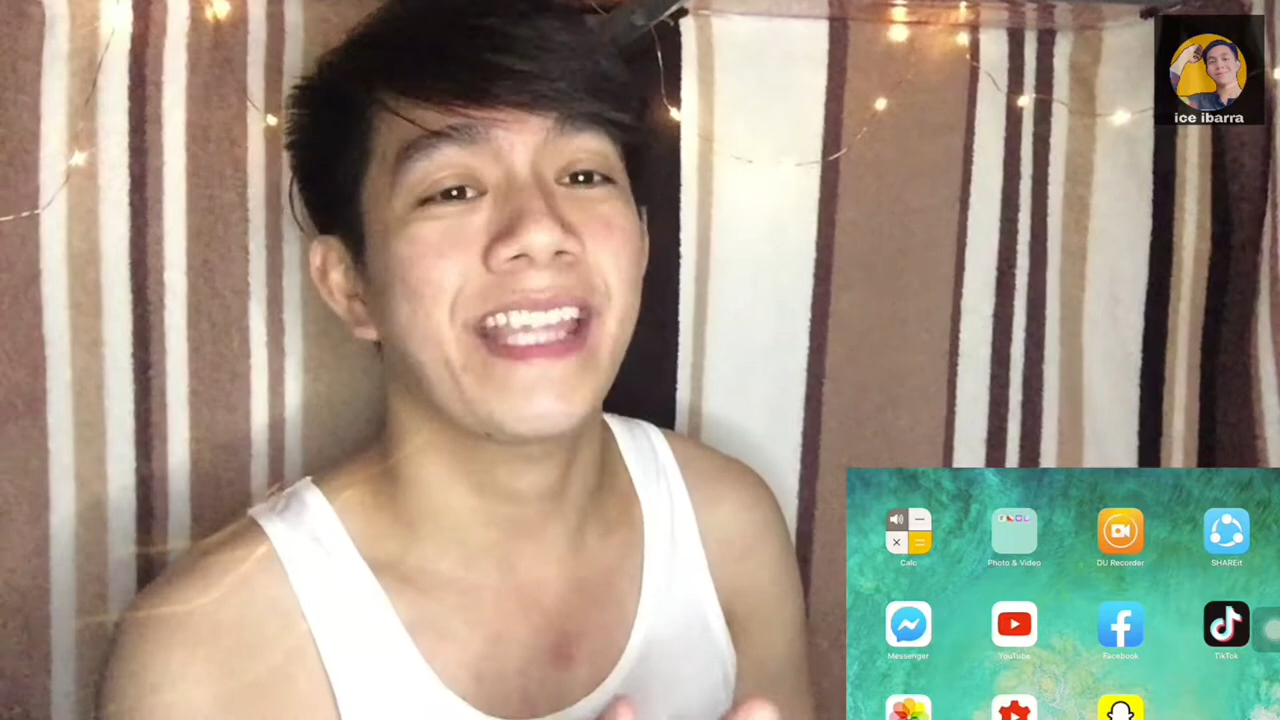 ice ibarra
Calc
Photo & Video
DU Recorder
SHAREit
Messenger
YouTube
Facebook
TikTok